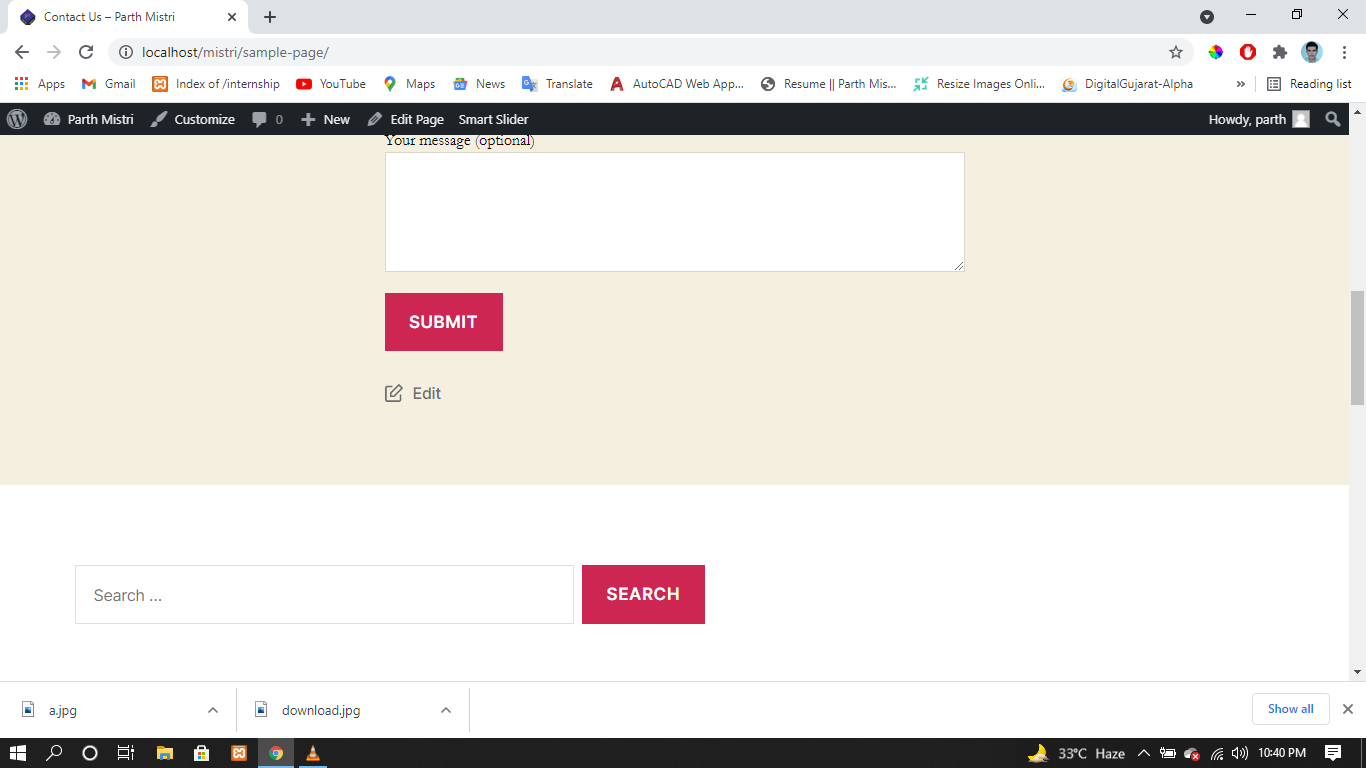 Contact Us – Parth Mistri
localhost/mistri/sample-page/
Apps Gmail Index of /internship YouTube Maps News Translate AutoCAD Web App... Resume || Parth Mis... Resize Images Onli... DigitalGujarat-Alpha » Reading list
Parth Mistri Customize 0 New Edit Page Smart Slider Howdy, parth
Your message (optional)
SUBMIT
Edit
Search …
SEARCH
a.jpg download.jpg Show all
33°C Haze 10:40 PM